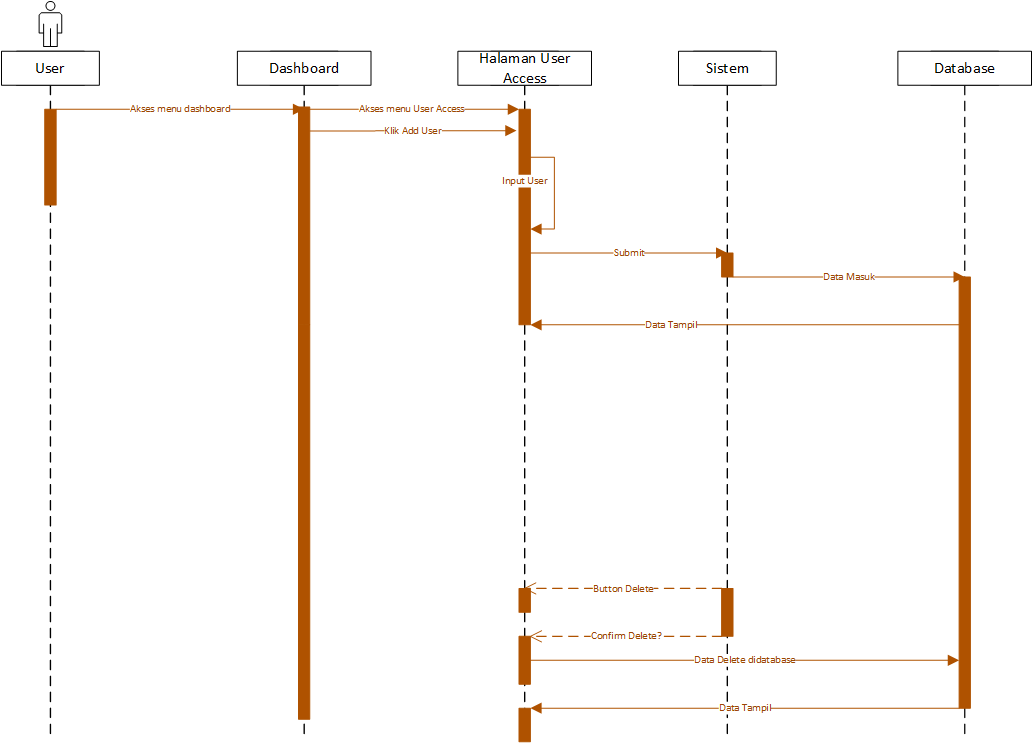 User
Dashboard
Halaman User
Access
Sistem
Database
Akses menu dashboard
Akses menu User Access
Klik Add User
Input User
Submit
Data Masuk
Data Tampil
Button Delete
Confirm Delete?
Data Delete didatabase
Data Tampil